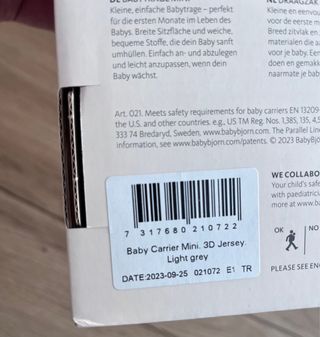 Kleine, einfache Babytrage – perfekt
für die ersten Monate im Leben des
Babys. Breite Sitzfläche und weiche,
bequeme Stoffe, die dein Baby sanft
umhüllen. Einfach an- und abzulegen
und leicht anzupassen, wenn dein
Baby wächst.
NL DRAAGZAK
Kleine en eenvou
voor de eerste m
Breed zitvlak en
materialen die
voor je baby. Een
doen en gemakk
naarmate je bab
Art. 021. Meets safety requirements for baby carriers EN 13209-
the U.S. and other countries. e.g., US TM Reg. Nos. 1,385, 135, 4,5
333 74 Bredaryd, Sweden. www.babybjorn.com. The Parallel Lin
information, see www.babybjorn.com/patents. © 2023 BabyBjö
7 317680 210722
Baby Carrier Mini. 3D Jersey.
Light grey
DATE:2023-09-25 021072 E1 TR
WE COLLABO
Your child's safe
with paediatrici
more at www.ba
OK
NO
PLEASE SEE EN